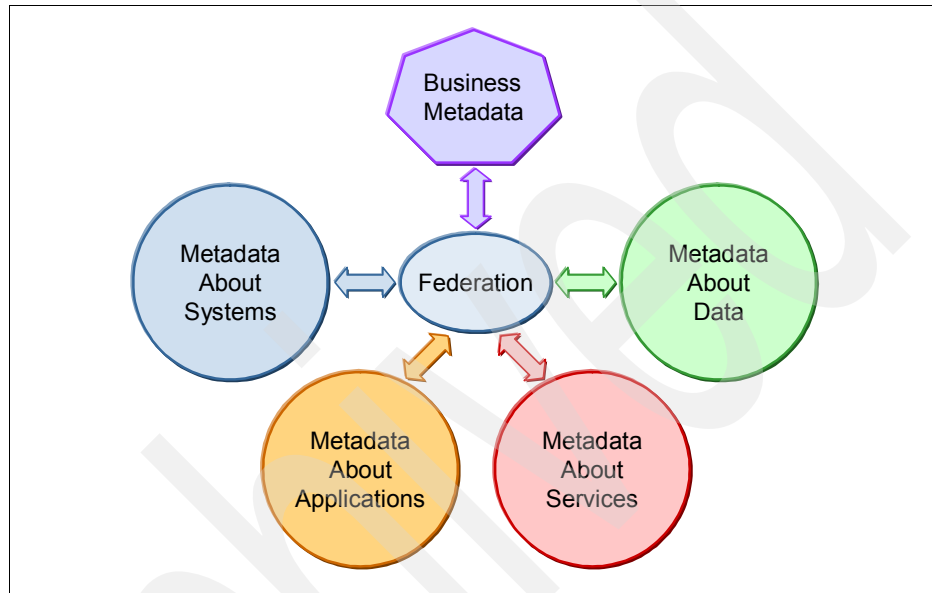 Business
Metadata
Metadata
About
Systems
Federation
Metadata
About
Data
Metadata
About
Applications
Metadata
About
Services